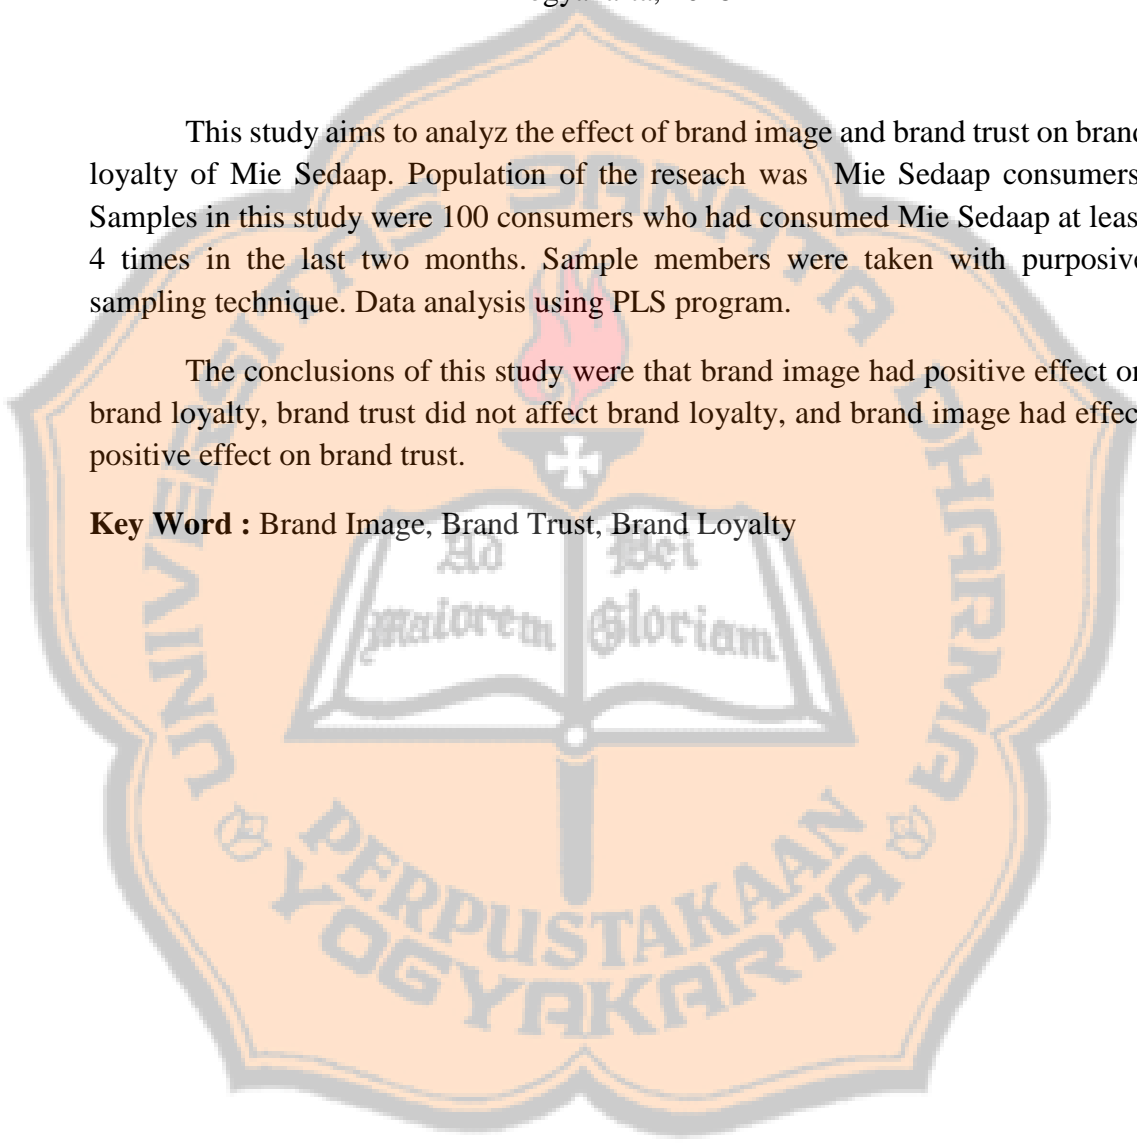 This study aims to analyz the effect of brand image and brand trust on brand
loyalty of Mie Sedaap. Population of the reseach was Mie Sedaap consumers
Samples in this study were 100 consumers who had consumed Mie Sedaap at least
4 times in the last two months. Sample members were taken with purposive
sampling technique. Data analysis using PLS program.
The conclusions of this study were that brand image had positive effect on
brand loyalty, brand trust did not affect brand loyalty, and brand image had effect
positive effect on brand trust.
Key Word : Brand Image, Brand Trust, Brand Loyalty
UNIVERSITAS SANATA DHARMA
Ad
maiorem
Dei
Gloriam
PERPUSTAKAAN
YOGYAKARTA